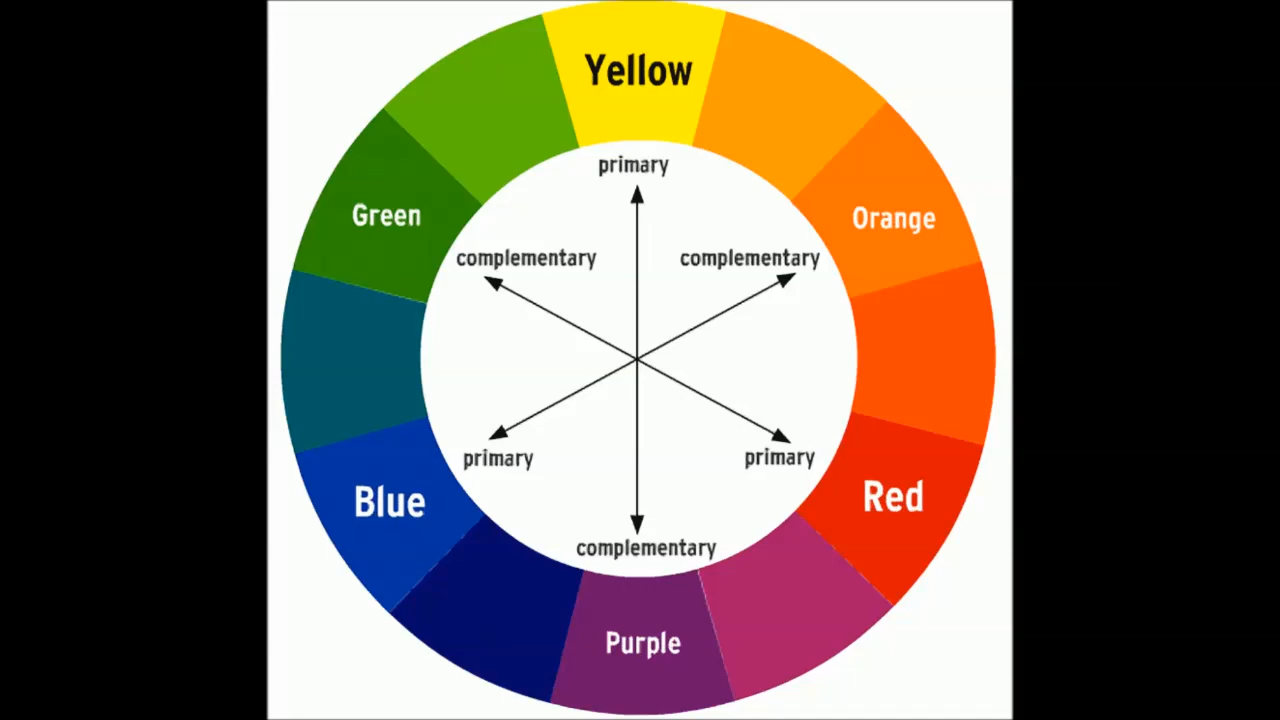 Yellow
primary
Green
Orange
complementary
complementary
primary
primary
Blue
Red
complementary
Purple